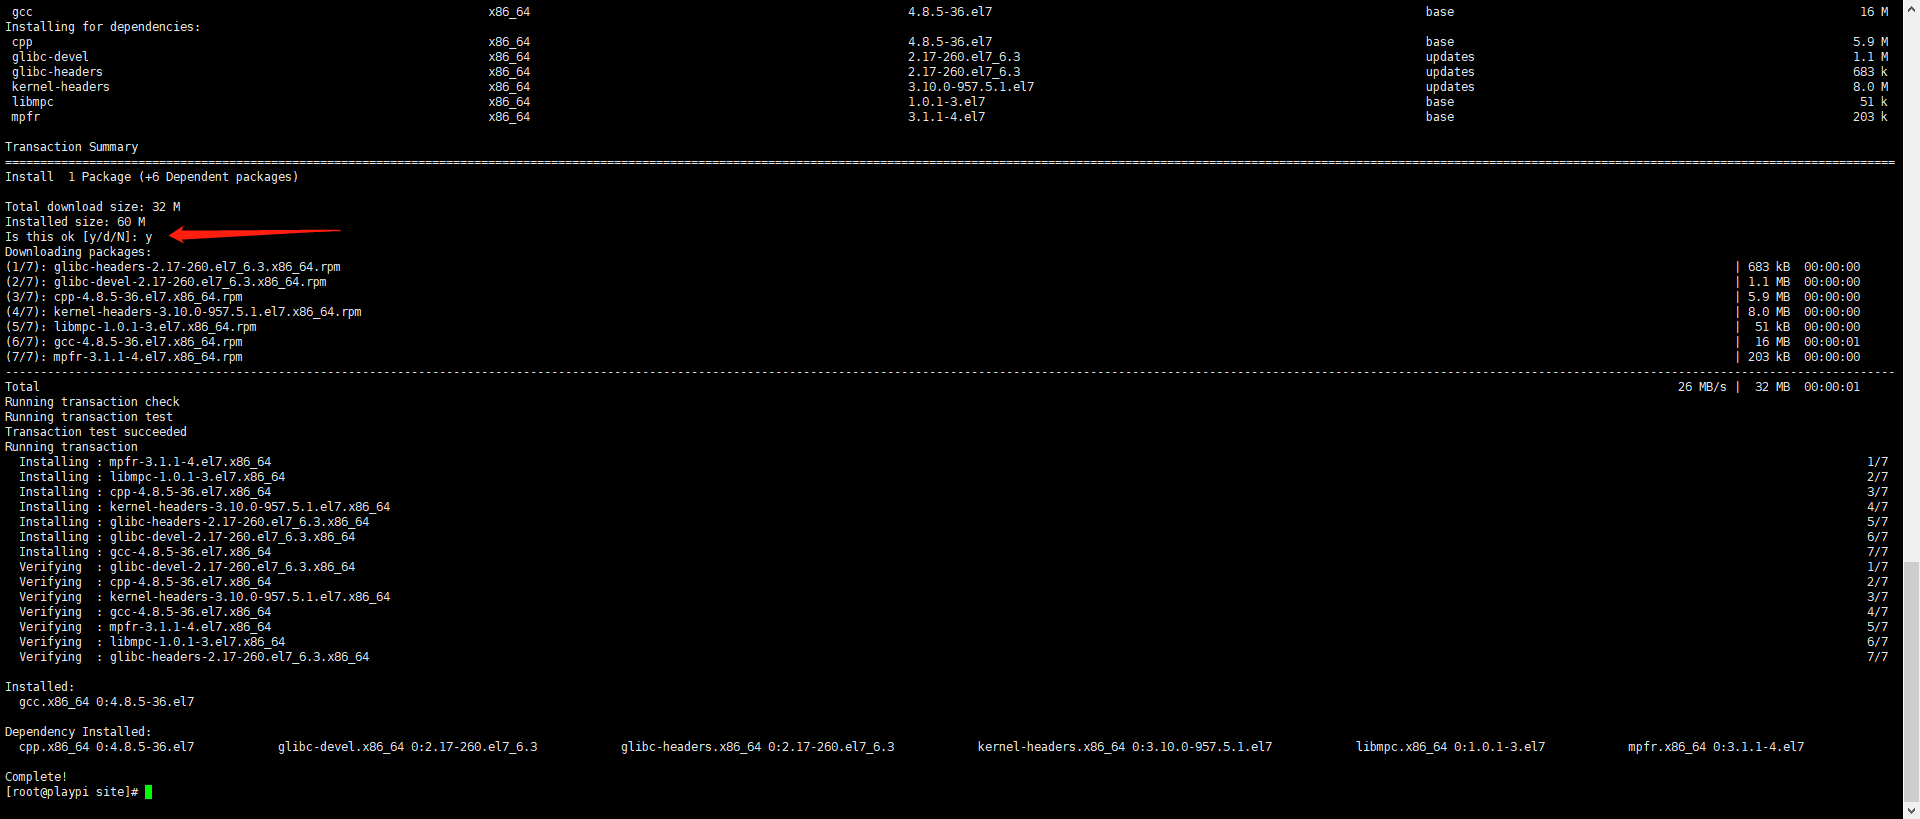 gcc x86_64 4.8.5-36.el7 base 16 M
Installing for dependencies:
cpp x86_64 4.8.5-36.el7 base 5.9 M
glibc-devel x86_64 2.17-260.el7_6.3 updates 1.1 M
glibc-headers x86_64 2.17-260.el7_6.3 updates 683 k
kernel-headers x86_64 3.10.0-957.5.1.el7 updates 8.0 M
libmpc x86_64 1.0.1-3.el7 base 51 k
mpfr x86_64 3.1.1-4.el7 base 203 k
Transaction Summary
Install 1 Package (+6 Dependent packages)
Total download size: 32 M
Installed size: 60 M
Is this ok [y/d/N]: y
Downloading packages:
(1/7): glibc-headers-2.17-260.el7_6.3.x86_64.rpm | 683 kB 00:00:00
(2/7): glibc-devel-2.17-260.el7_6.3.x86_64.rpm | 1.1 MB 00:00:00
(3/7): cpp-4.8.5-36.el7.x86_64.rpm | 5.9 MB 00:00:00
(4/7): kernel-headers-3.10.0-957.5.1.el7.x86_64.rpm | 8.0 MB 00:00:00
(5/7): libmpc-1.0.1-3.el7.x86_64.rpm | 51 kB 00:00:00
(6/7): gcc-4.8.5-36.el7.x86_64.rpm | 16 MB 00:00:01
(7/7): mpfr-3.1.1-4.el7.x86_64.rpm | 203 kB 00:00:00
Total 26 MB/s | 32 MB 00:00:01
Running transaction check
Running transaction test
Transaction test succeeded
Running transaction
Installing : mpfr-3.1.1-4.el7.x86_64 1/7
Installing : libmpc-1.0.1-3.el7.x86_64 2/7
Installing : cpp-4.8.5-36.el7.x86_64 3/7
Installing : kernel-headers-3.10.0-957.5.1.el7.x86_64 4/7
Installing : glibc-headers-2.17-260.el7_6.3.x86_64 5/7
Installing : glibc-devel-2.17-260.el7_6.3.x86_64 6/7
Installing : gcc-4.8.5-36.el7.x86_64 7/7
Verifying : glibc-devel-2.17-260.el7_6.3.x86_64 1/7
Verifying : cpp-4.8.5-36.el7.x86_64 2/7
Verifying : kernel-headers-3.10.0-957.5.1.el7.x86_64 3/7
Verifying : gcc-4.8.5-36.el7.x86_64 4/7
Verifying : mpfr-3.1.1-4.el7.x86_64 5/7
Verifying : libmpc-1.0.1-3.el7.x86_64 6/7
Verifying : glibc-headers-2.17-260.el7_6.3.x86_64 7/7
Installed:
gcc.x86_64 0:4.8.5-36.el7
Dependency Installed:
cpp.x86_64 0:4.8.5-36.el7 glibc-devel.x86_64 0:2.17-260.el7_6.3 glibc-headers.x86_64 0:2.17-260.el7_6.3 kernel-headers.x86_64 0:3.10.0-957.5.1.el7 libmpc.x86_64 0:1.0.1-3.el7 mpfr.x86_64 0:3.1.1-4.el7
Complete!
[root@playpi site]#